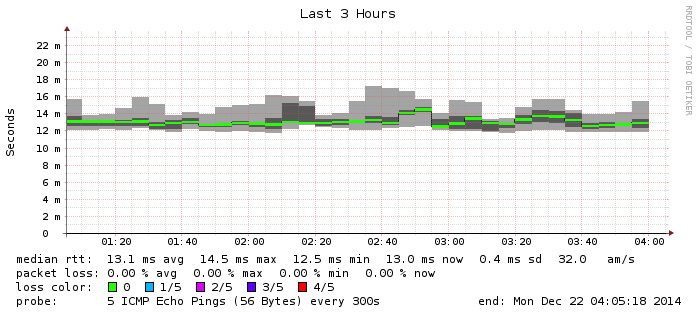 Last 3 Hours
RRDTOOL / TOBI OETIKER
Seconds
22 m
20 m
18 m
16 m
14 m
12 m
10 m
8 m
6 m
4 m
2 m
0
01:20 01:40 02:00 02:20 02:40 03:00 03:20 03:40 04:00
median rtt: 13.1 ms avg 14.5 ms max 12.5 ms min 13.0 ms now 0.4 ms sd 32.0 am/s
packet loss: 0.00 % avg 0.00 % max 0.00 % min 0.00 % now
loss color: 0 1/5 2/5 3/5 4/5
probe: 5 ICMP Echo Pings (56 Bytes) every 300s end: Mon Dec 22 04:05:18 2014